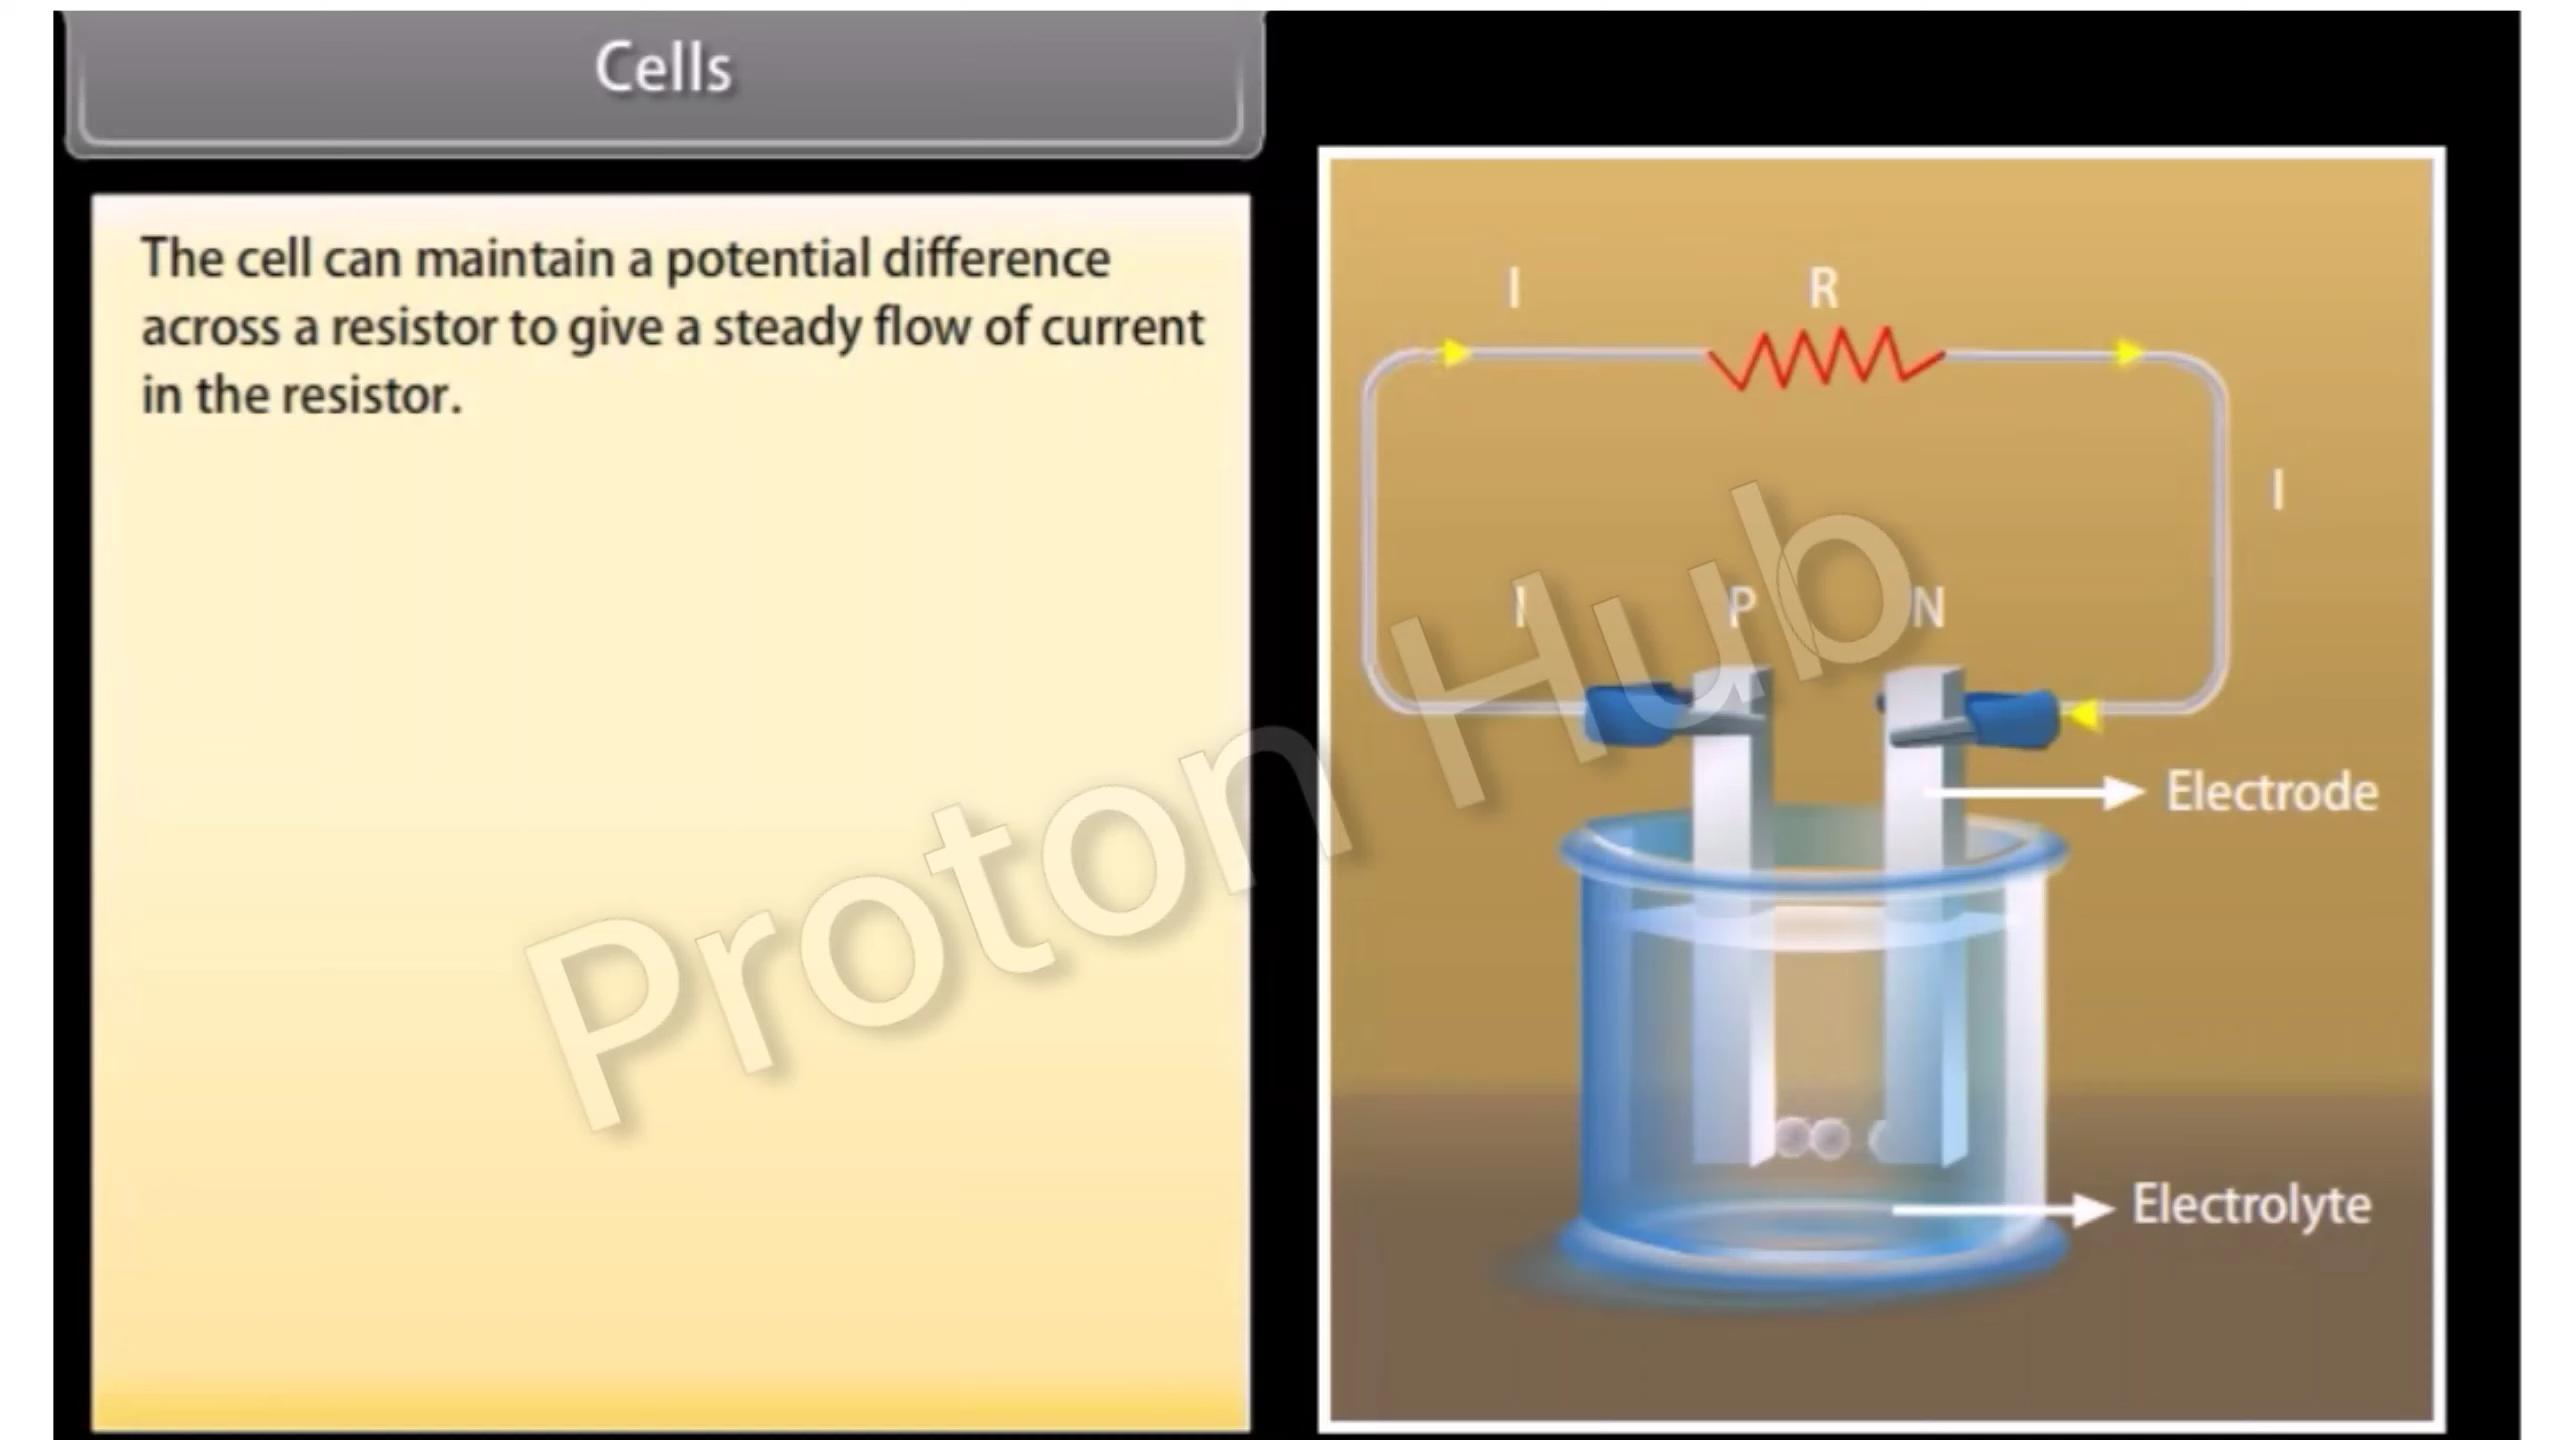 Cells
The cell can maintain a potential difference
across a resistor to give a steady flow of current
in the resistor.
I
R
I
I
P
N
Electrode
Electrolyte
Proton Hub